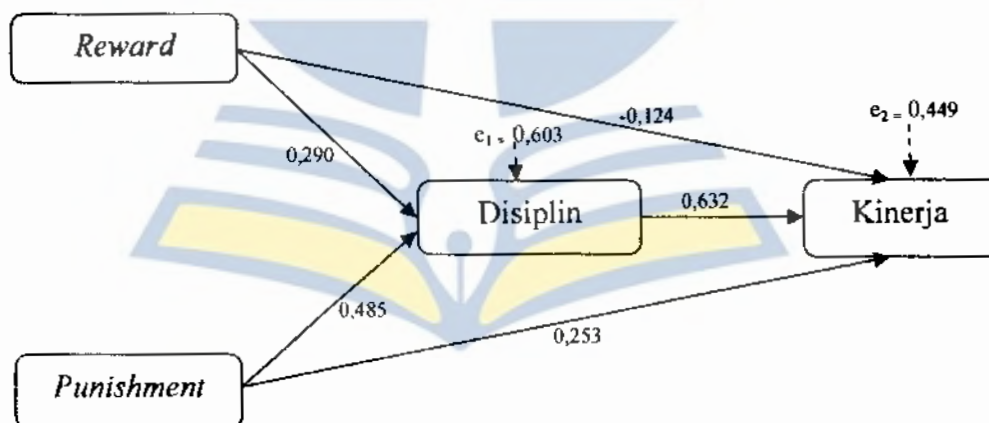 Reward
-0,124
e₂ = 0,449
e₁ = 0,603
0,290
Disiplin
0,632
Kinerja
0,485
0,253
Punishment